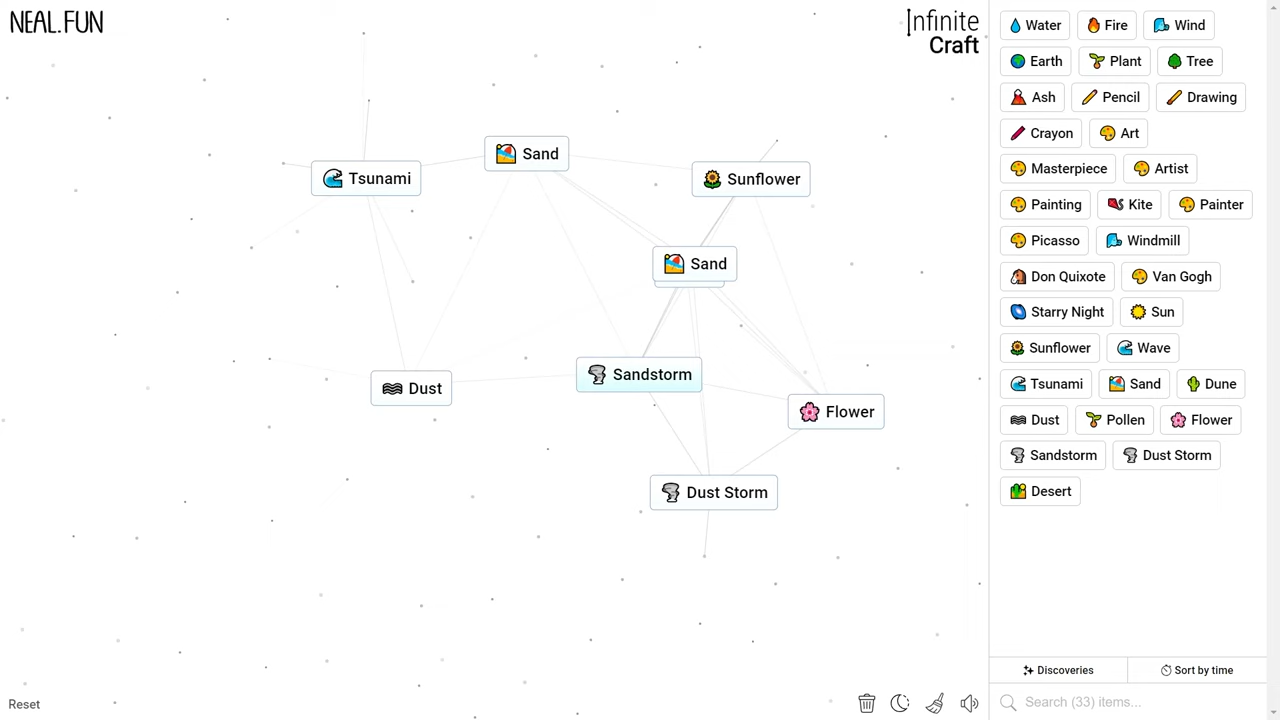 NEAL.FUN
Infinite
Craft
Tsunami
Sand
Sunflower
Sand
Dust
Sandstorm
Flower
Dust Storm
Reset
Water Fire Wind
Earth Plant Tree
Ash Pencil Drawing
Crayon Art
Masterpiece Artist
Painting Kite Painter
Picasso Windmill
Don Quixote Van Gogh
Starry Night Sun
Sunflower Wave
Tsunami Sand Dune
Dust Pollen Flower
Sandstorm Dust Storm
Desert
Discoveries Sort by time
Search (33) items...